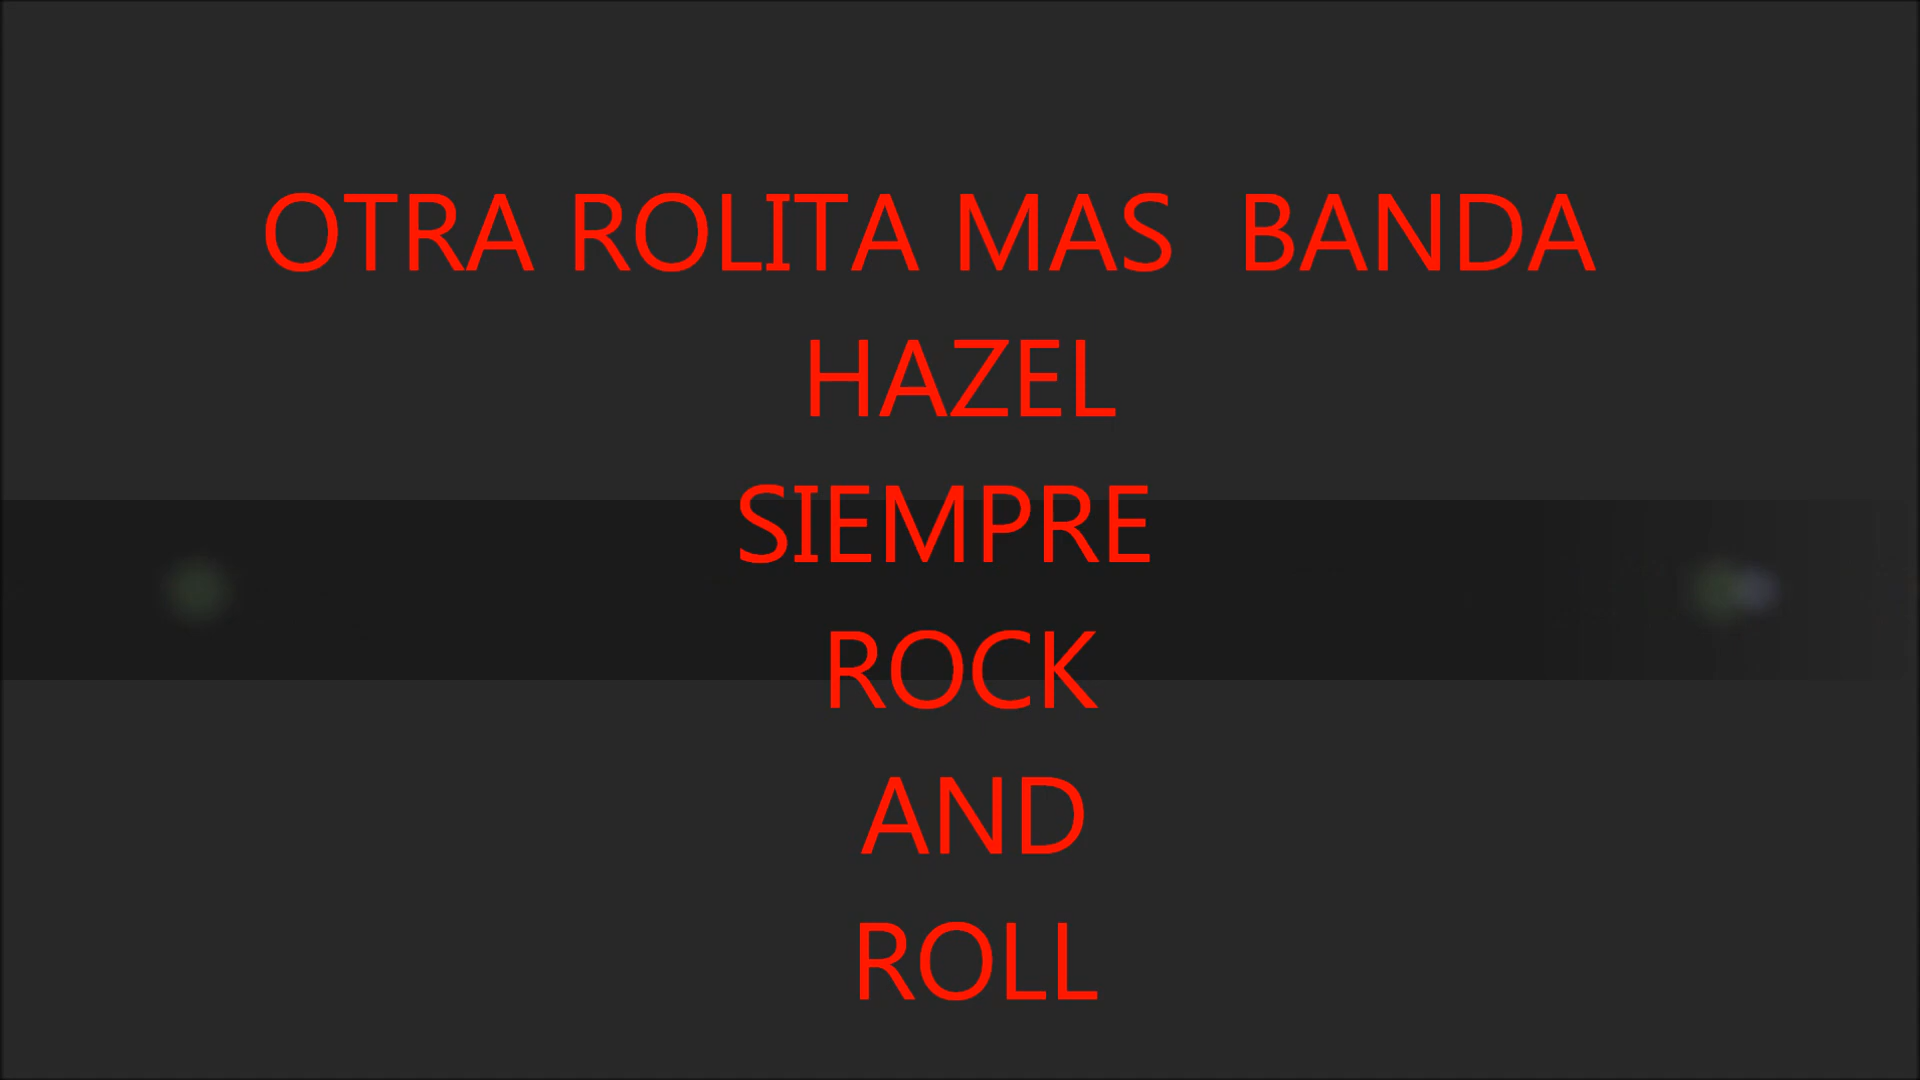 OTRA ROLITA MAS  BANDA
HAZEL
SIEMPRE
ROCK
AND
ROLL